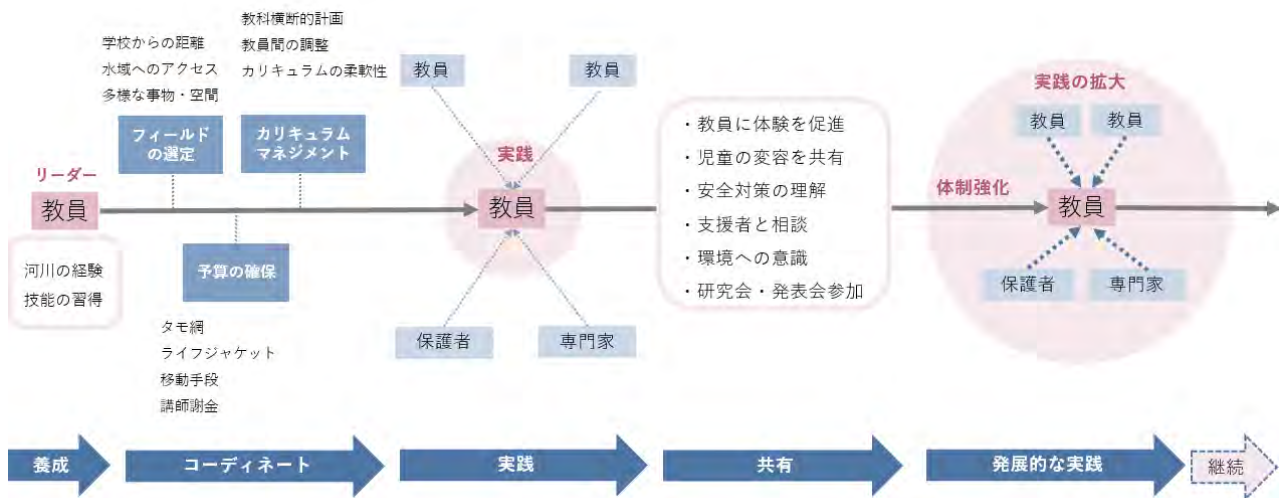 教科横断的計画
教員間の調整
カリキュラムの柔軟性
学校からの距離
水域へのアクセス
多様な事物・空間
フィールド
の選定
カリキュラム
マネジメント
リーダー
教員
河川の経験
技能の習得
予算の確保
タモ網
ライフジャケット
移動手段
講師謝金
教員
教員
実践
教員
保護者
専門家
・教員に体験を促進
・児童の変容を共有
・安全対策の理解
・支援者と相談
・環境への意識
・研究会・発表会参加
体制強化
実践の拡大
教員
教員
教員
保護者
専門家
養成
コーディネート
実践
共有
発展的な実践
継続